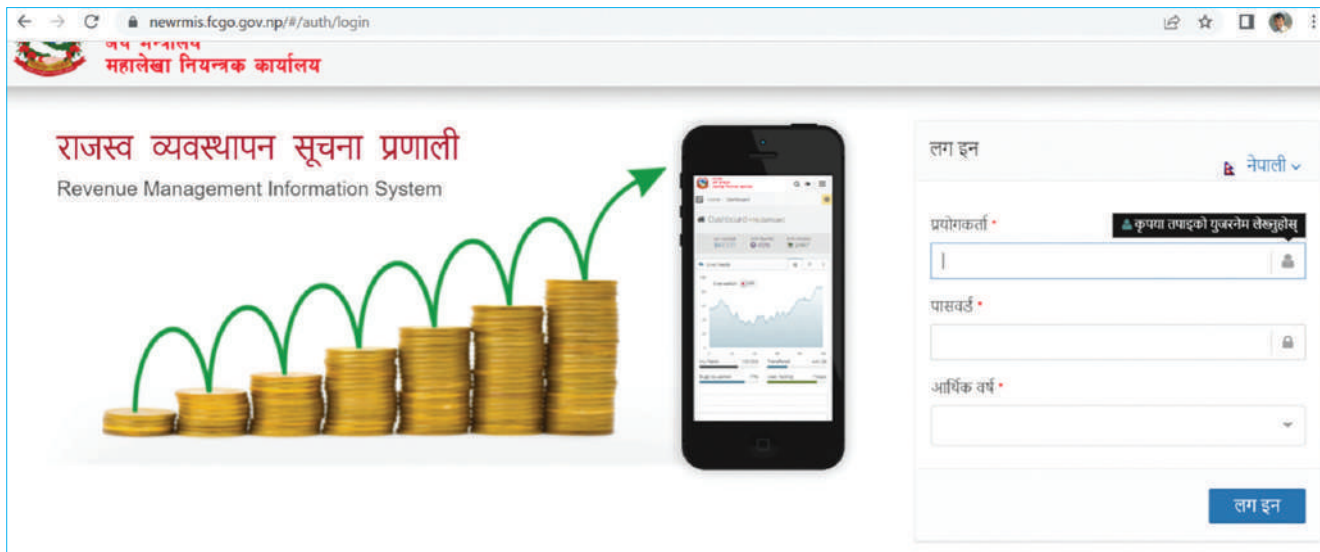 newrmis.fcgo.gov.np/#/auth/login
महालेखा नियन्त्रक कार्यालय
राजस्व व्यवस्थापन सूचना प्रणाली
Revenue Management Information System
लग इन
नेपाली
प्रयोगकर्ता *
कृपया तपाइको युजरनेम लेख्नुहोस्
पासवर्ड *
आर्थिक वर्ष *
लग इन